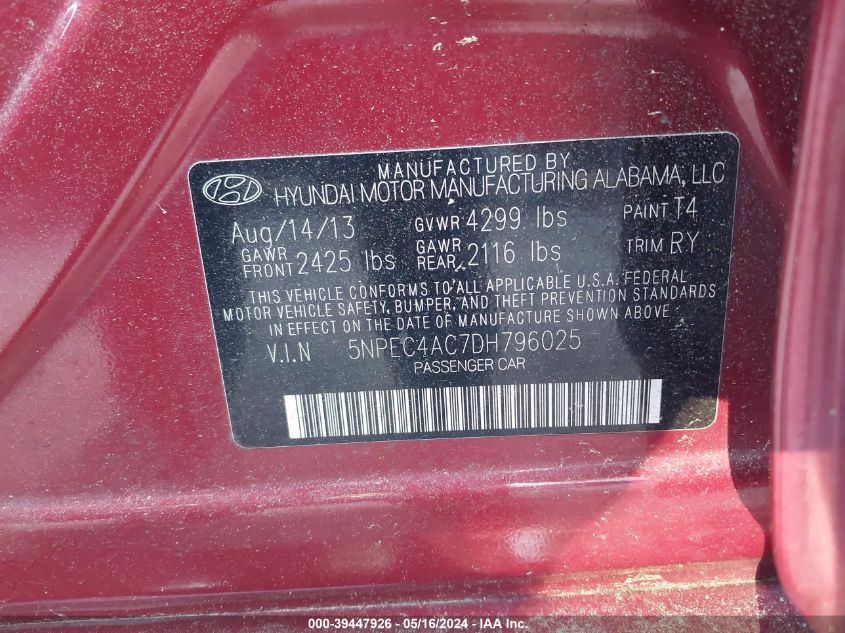 MANUFACTURED BY
HYUNDAI MOTOR MANUFACTURING ALABAMA, LLC
Aug/14/13 GVWR 4299 lbs PAINT T4
GAWR FRONT 2425 lbs GAWR REAR 2116 lbs TRIM RY
THIS VEHICLE CONFORMS TO ALL APPLICABLE U.S.A. FEDERAL
MOTOR VEHICLE SAFETY, BUMPER, AND THEFT PREVENTION STANDARDS
IN EFFECT ON THE DATE OF MANUFACTURE SHOWN ABOVE.
V.I.N 5NPEC4AC7DH796025
PASSENGER CAR
000-39447926 - 05/16/2024 - IAA Inc.